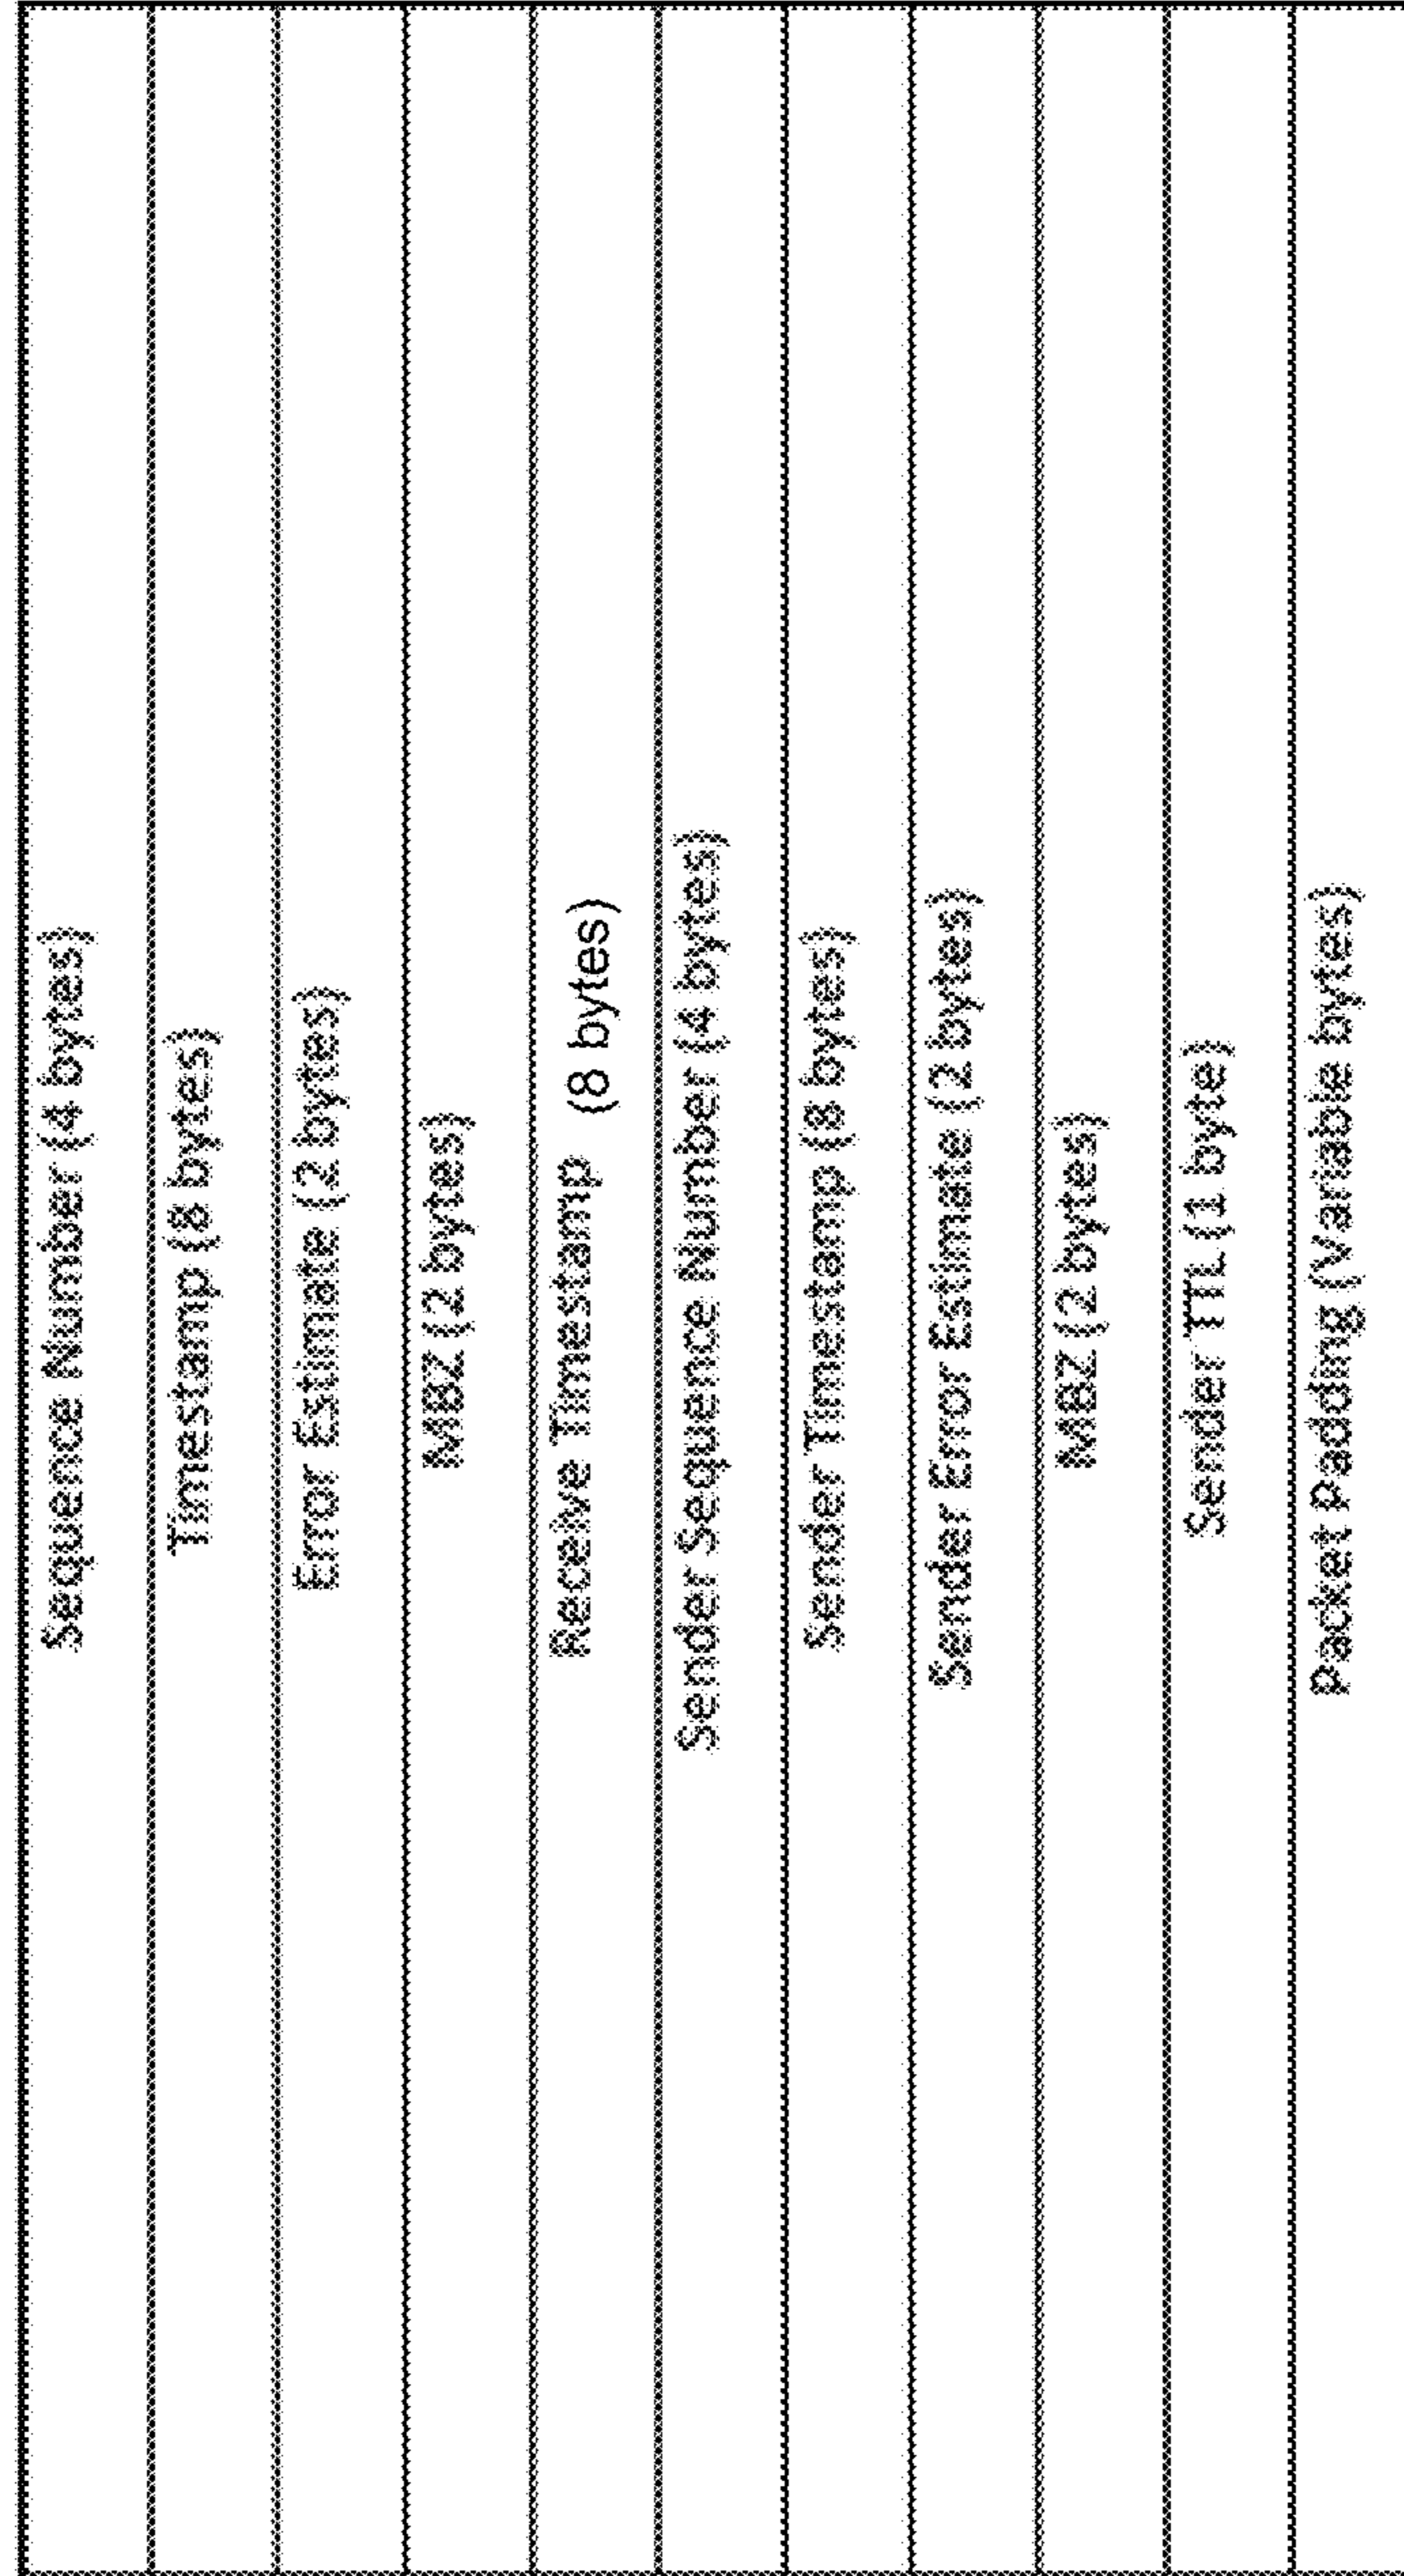 Sequence Number (4 bytes)
Timestamp (8 bytes)
Error Estimate (2 bytes)
MBZ (2 bytes)
Receive Timestamp (8 bytes)
Sender Sequence Number (4 bytes)
Sender Timestamp (8 bytes)
Sender Error Estimate (2 bytes)
MBZ (2 bytes)
Sender TTL (1 byte)
Packet Padding (Variable bytes)